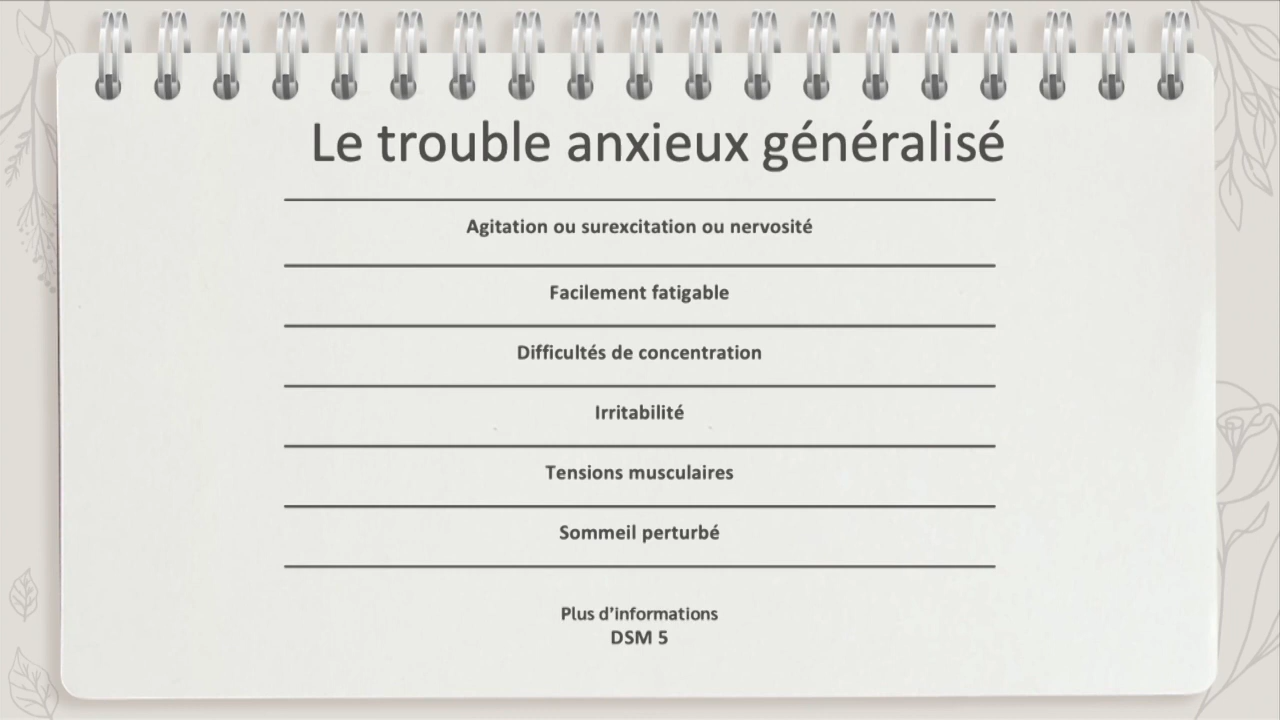 Le trouble anxieux généralisé
Agitation ou surexcitation ou nervosité
Facilement fatigable
Difficultés de concentration
Irritabilité
Tensions musculaires
Sommeil perturbé
Plus d’informations
DSM 5